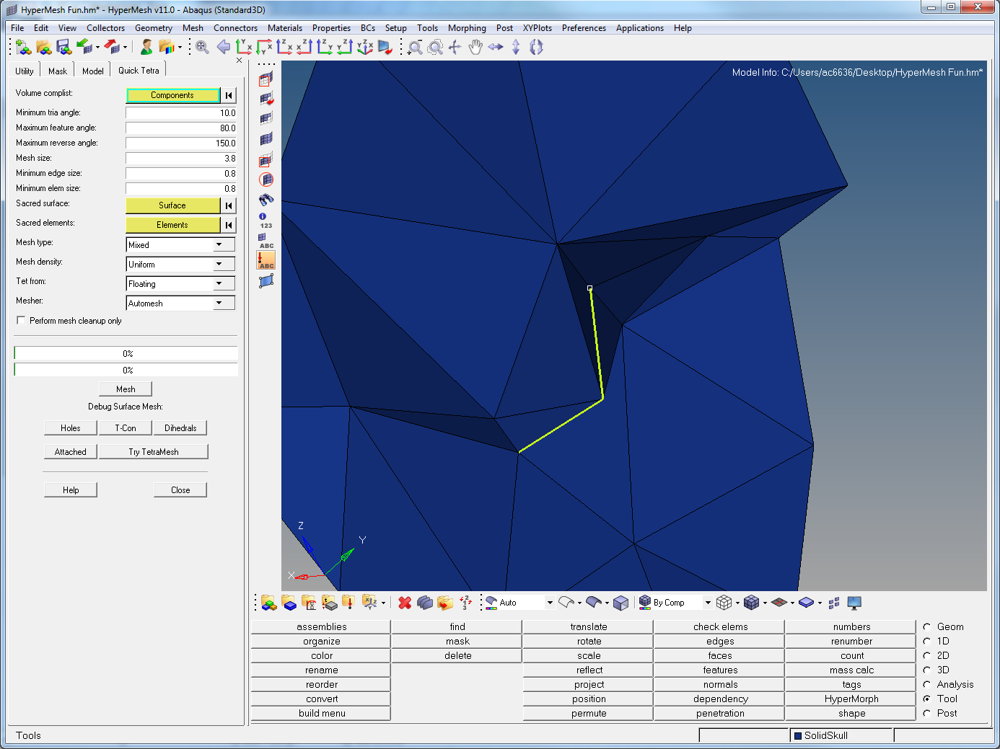 HyperMesh Fun.hm* - HyperMesh v11.0 - Abaqus (Standard3D)
File Edit View Collectors Geometry Mesh Connectors Materials Properties BCs Setup Tools Morphing Post XYPlots Preferences Applications Help
Utility Mask Model Quick Tetra
Model Info: C:/Users/ac6636/Desktop/HyperMesh Fun.hm*
Volume complist: Components
Minimum tria angle: 10.0
Maximum feature angle: 80.0
Maximum reverse angle: 150.0
Mesh size: 3.8
Minimum edge size: 0.8
Minimum elem size: 0.8
Sacred surface: Surface
Sacred elements: Elements
Mesh type: Mixed
Mesh density: Uniform
Tet from: Floating
Mesher: Automesh
Perform mesh cleanup only
0%
0%
Mesh
Debug Surface Mesh:
Holes T-Con Dihedrals
Attached Try TetraMesh
Help Close
123
ABC
ABC
Z
Y
X
Auto By Comp
assemblies find translate check elems numbers Geom
organize mask rotate edges renumber 1D
color delete scale faces count 2D
rename reflect features mass calc 3D
reorder project normals tags Analysis
convert position dependency HyperMorph Tool
build menu permute penetration shape Post
Tools SolidSkull